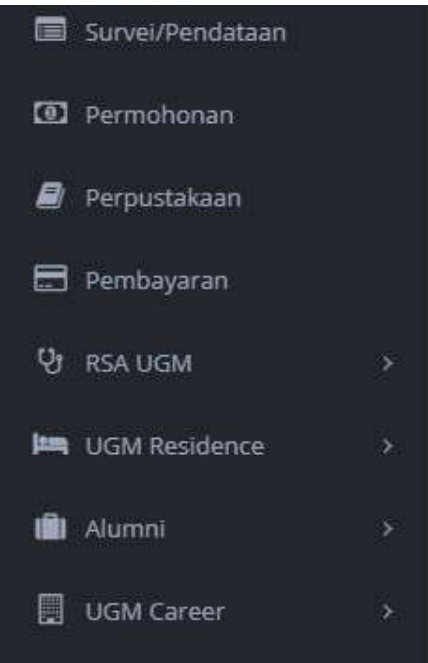 Survei/Pendataan
Permohonan
Perpustakaan
Pembayaran
RSA UGM
UGM Residence
Alumni
UGM Career